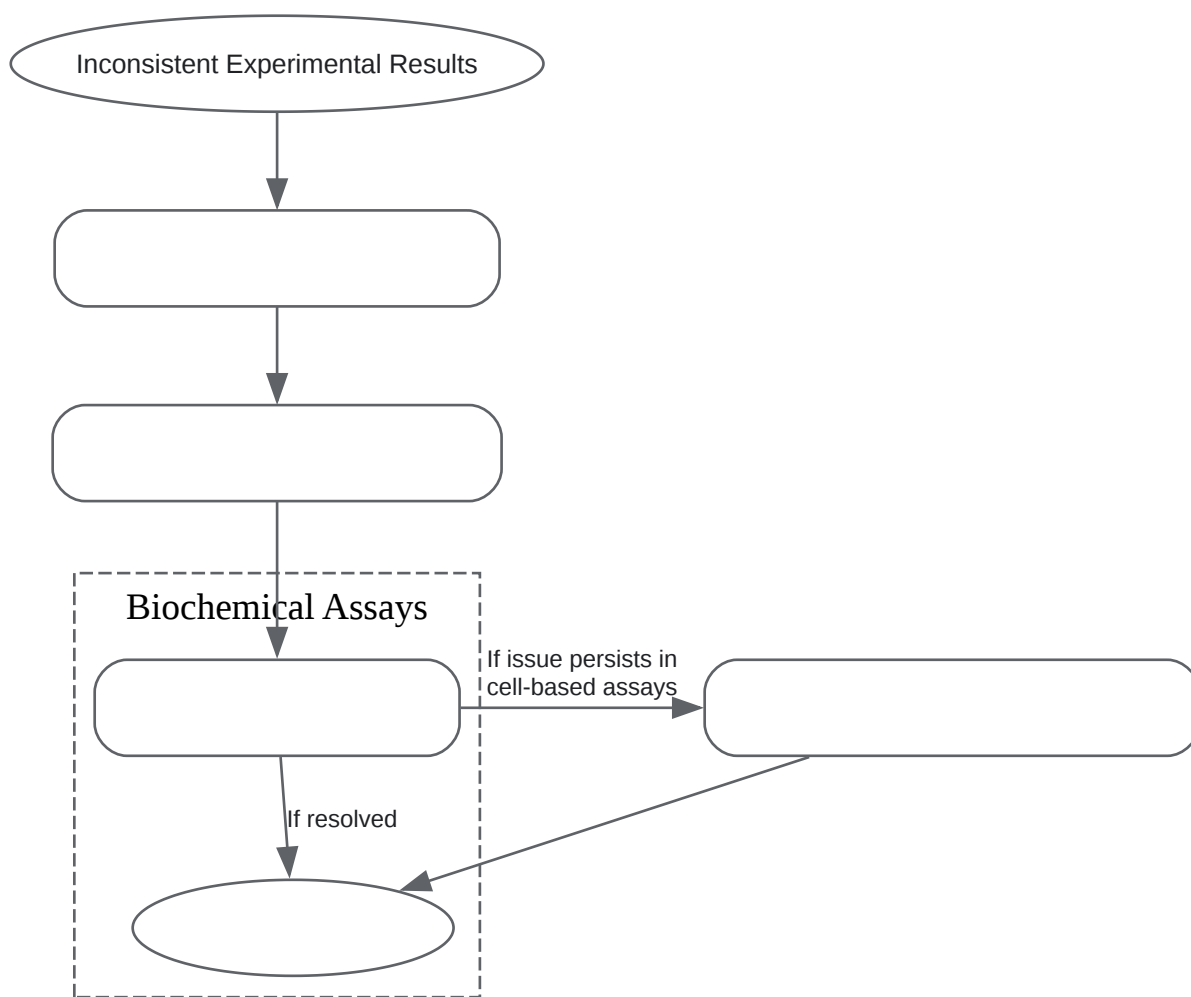 Inconsistent Experimental Results
Biochemical Assays
If issue persists in
cell-based assays
If resolved